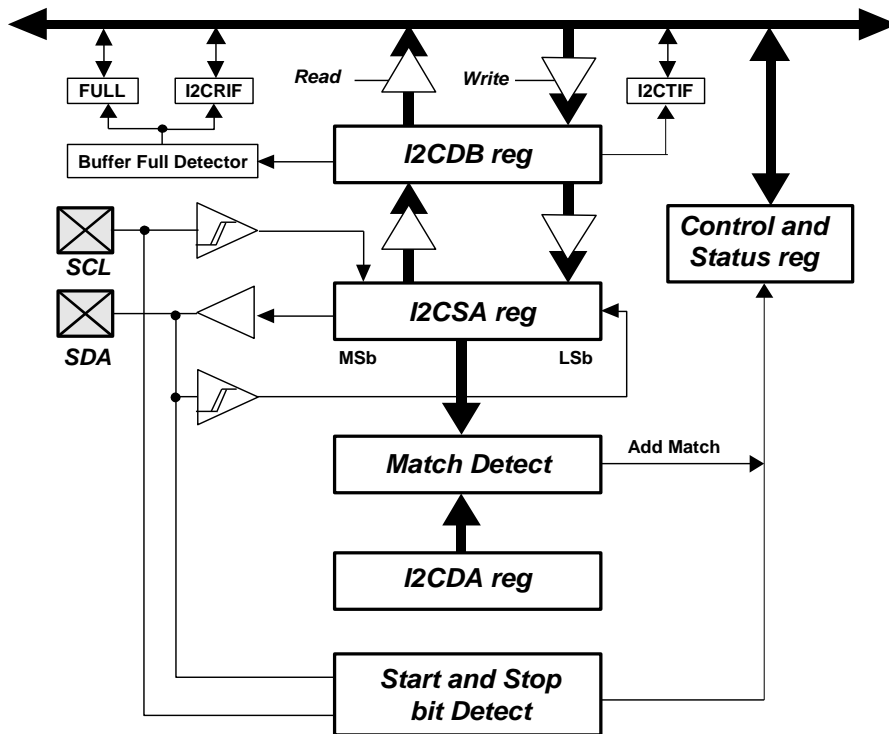 Read
Write
FULL
I2CRIF
I2CTIF
Buffer Full Detector
I2CDB reg
SCL
Control and
Status reg
SDA
I2CSA reg
MSb
LSb
Match Detect
Add Match
I2CDA reg
Start and Stop
bit Detect